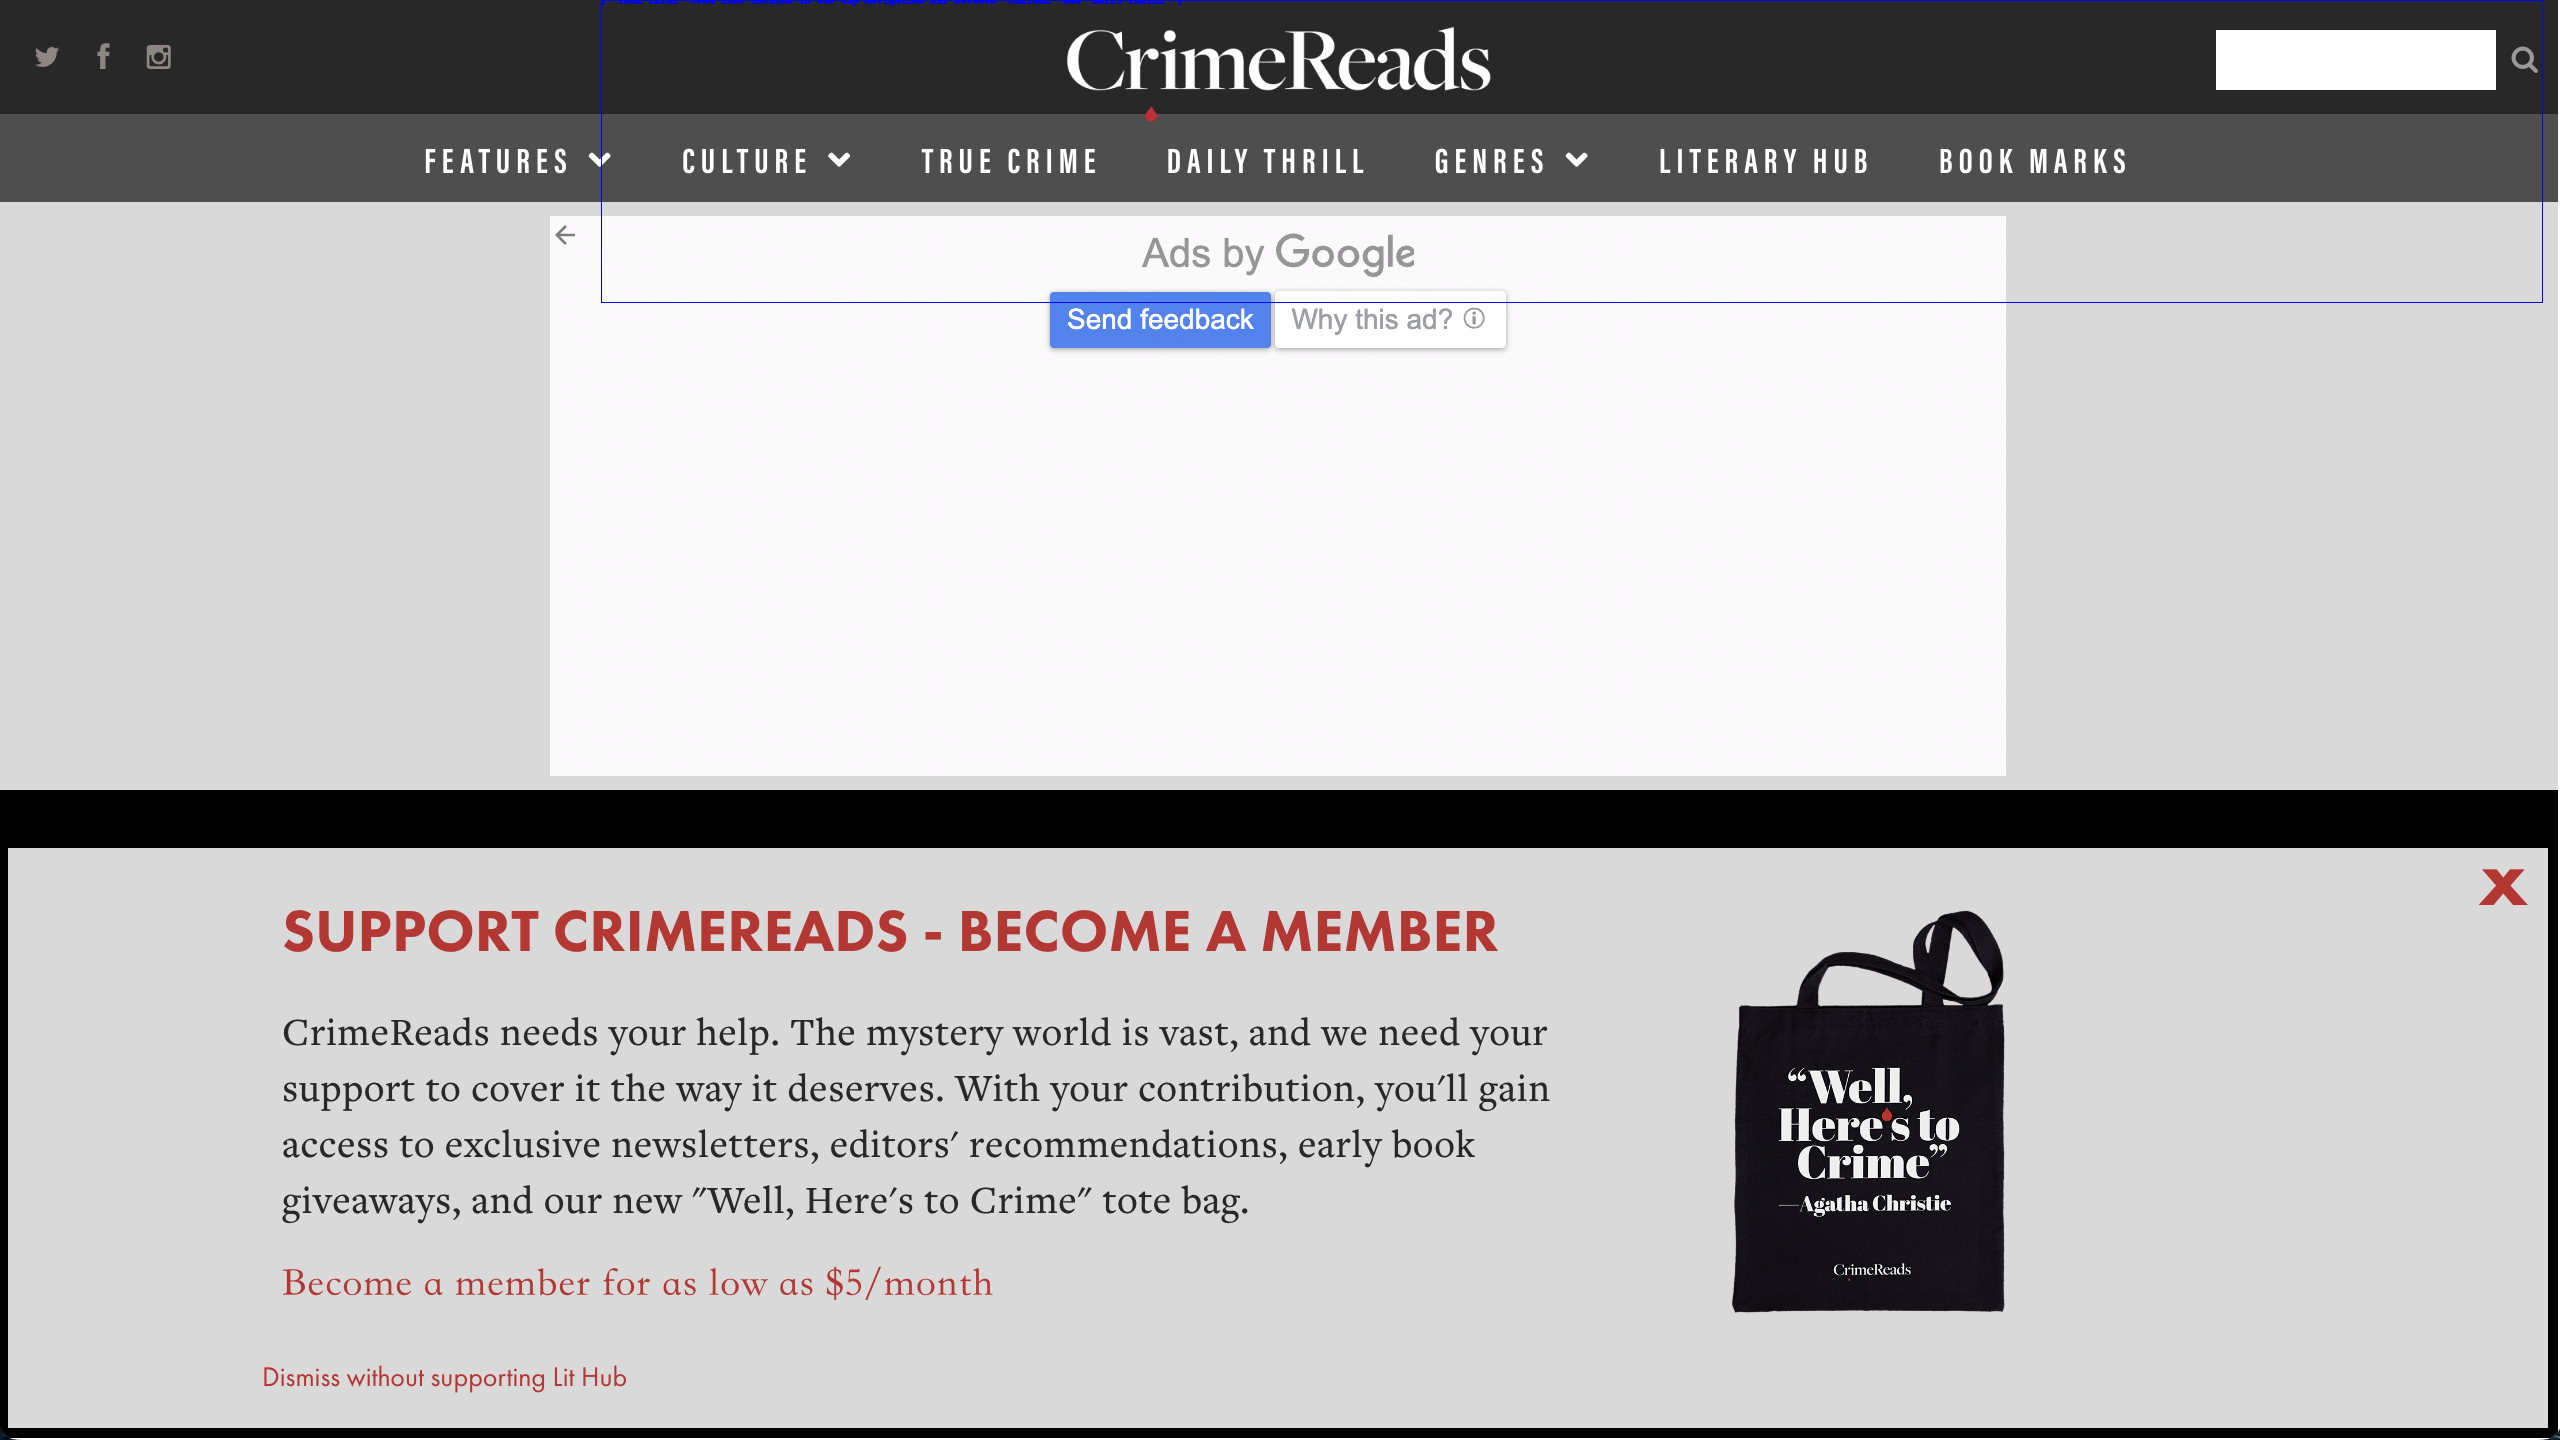 CrimeReads
FEATURES CULTURE TRUE CRIME DAILY THRILL GENRES LITERARY HUB BOOK MARKS
Ads by Google
Send feedback Why this ad?
X
SUPPORT CRIMEREADS - BECOME A MEMBER
CrimeReads needs your help. The mystery world is vast, and we need your
support to cover it the way it deserves. With your contribution, you'll gain
access to exclusive newsletters, editors' recommendations, early book
giveaways, and our new "Well, Here's to Crime" tote bag.
Become a member for as low as $5/month
Dismiss without supporting Lit Hub
“Well,
Here's to
Crime”
—Agatha Christie
CrimeReads